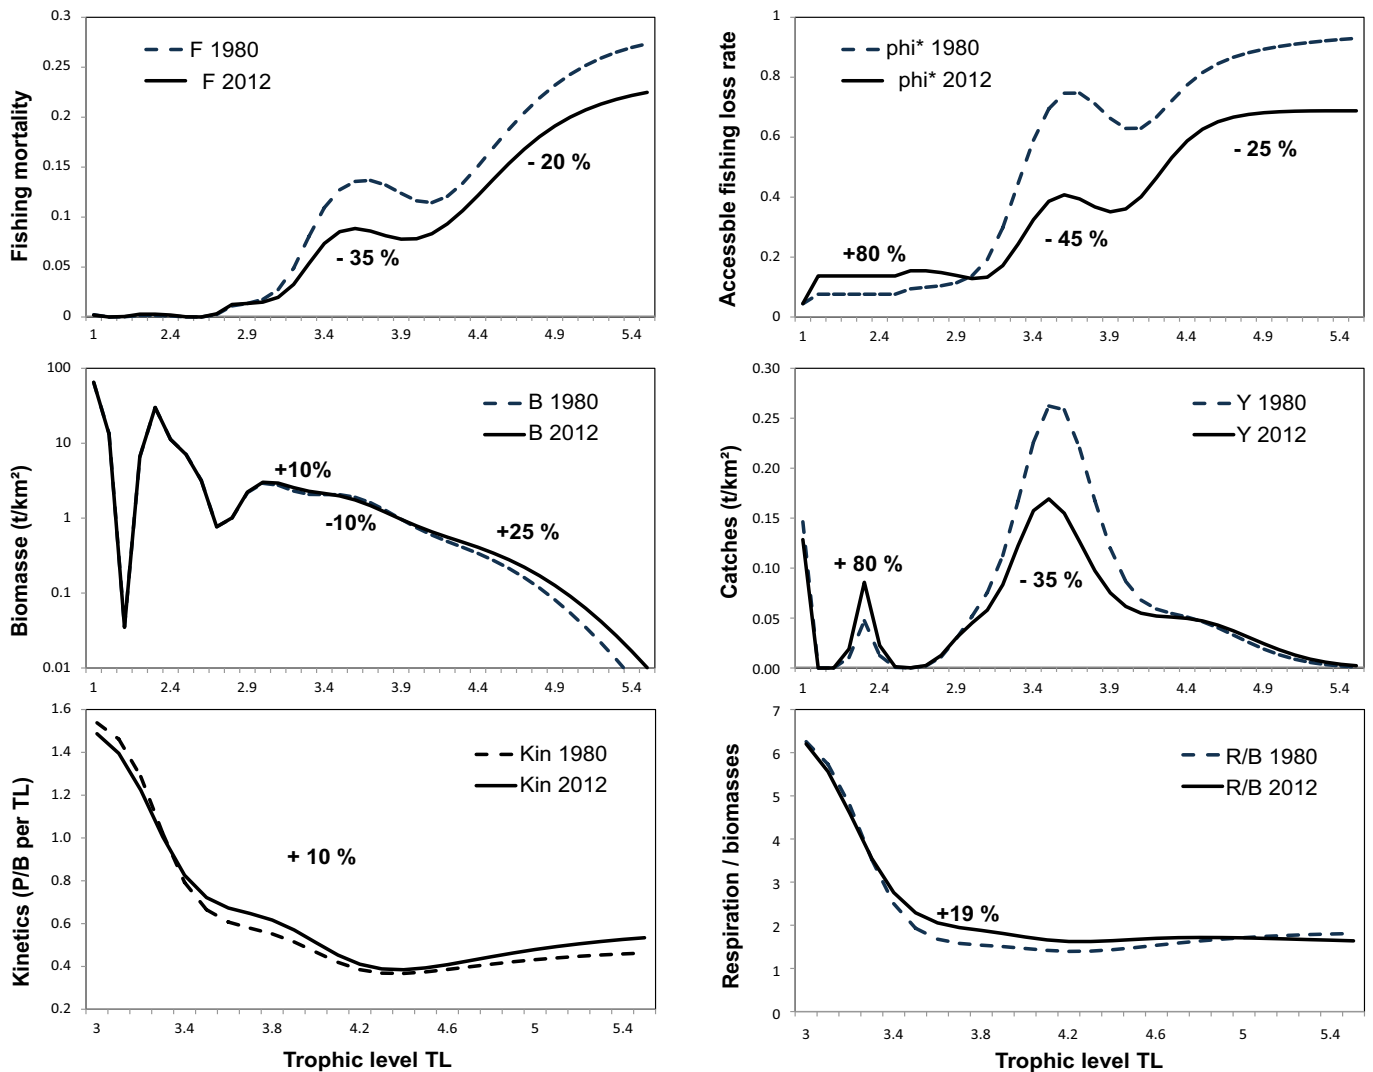 Fishing mortality
0.3
0.25
0.2
0.15
0.1
0.05
0
F 1980
F 2012
- 35 %
- 20 %
1 2.4 2.9 3.4 3.9 4.4 4.9 5.4
Accessble fishing loss rate
1
0.8
0.6
0.4
0.2
0
phi* 1980
phi* 2012
+80 %
- 45 %
- 25 %
1 2.4 2.9 3.4 3.9 4.4 4.9 5.4
Biomasse (t/km²)
100
10
1
0.1
0.01
B 1980
B 2012
+10%
-10%
+25 %
1 2.4 2.9 3.4 3.9 4.4 4.9 5.4
Catches (t/km²)
0.30
0.25
0.20
0.15
0.10
0.05
0.00
Y 1980
Y 2012
+ 80 %
- 35 %
1 2.4 2.9 3.4 3.9 4.4 4.9 5.4
Kinetics (P/B per TL)
1.6
1.4
1.2
1.0
0.8
0.6
0.4
0.2
Kin 1980
Kin 2012
+ 10 %
3 3.4 3.8 4.2 4.6 5 5.4
Trophic level TL
Respiration / biomasses
7
6
5
4
3
2
1
0
R/B 1980
R/B 2012
+19 %
3 3.4 3.8 4.2 4.6 5 5.4
Trophic level TL